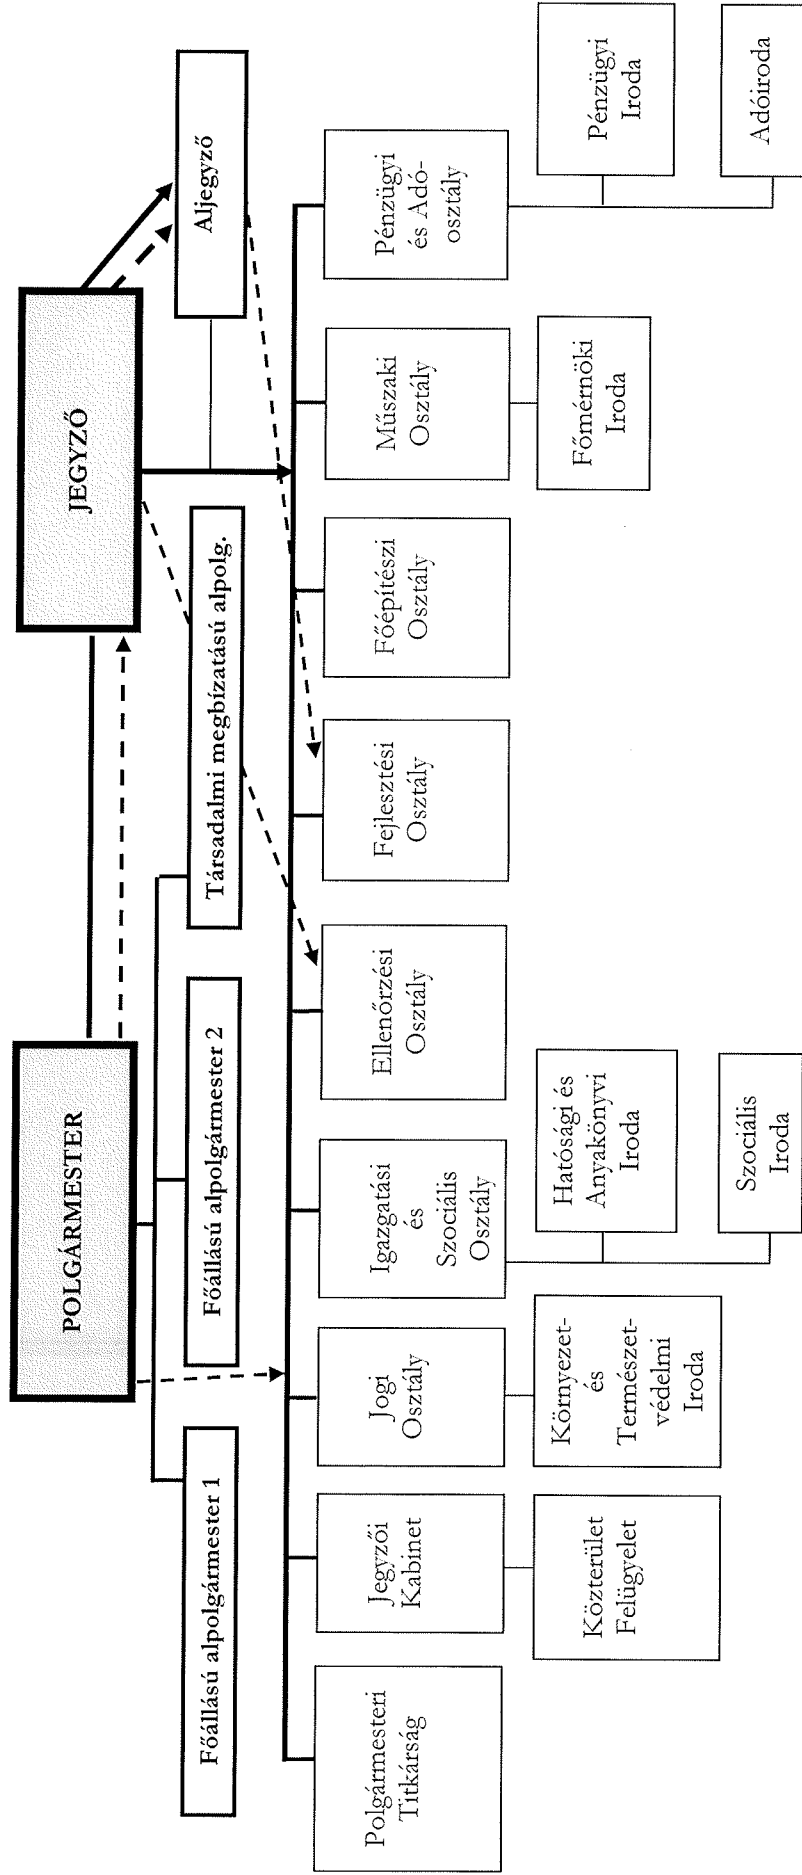 POLGÁRMESTER
JEGYZŐ
Főállású alpolgármester 1
Főállású alpolgármester 2
Társadalmi megbízatású alpolg.
Aljegyző
Polgármesteri
Titkárság
Jegyzői
Kabinet
Jogi
Osztály
Igazgatási
és
Szociális
Osztály
Ellenőrzési
Osztály
Fejlesztési
Osztály
Főépítészi
Osztály
Műszaki
Osztály
Pénzügyi
és Adó-
osztály
Közterület
Felügyelet
Környezet-
és
Természet-
védelmi
Iroda
Hatósági és
Anyakönyvi
Iroda
Szociális
Iroda
Főmérnöki
Iroda
Pénzügyi
Iroda
Adóiroda